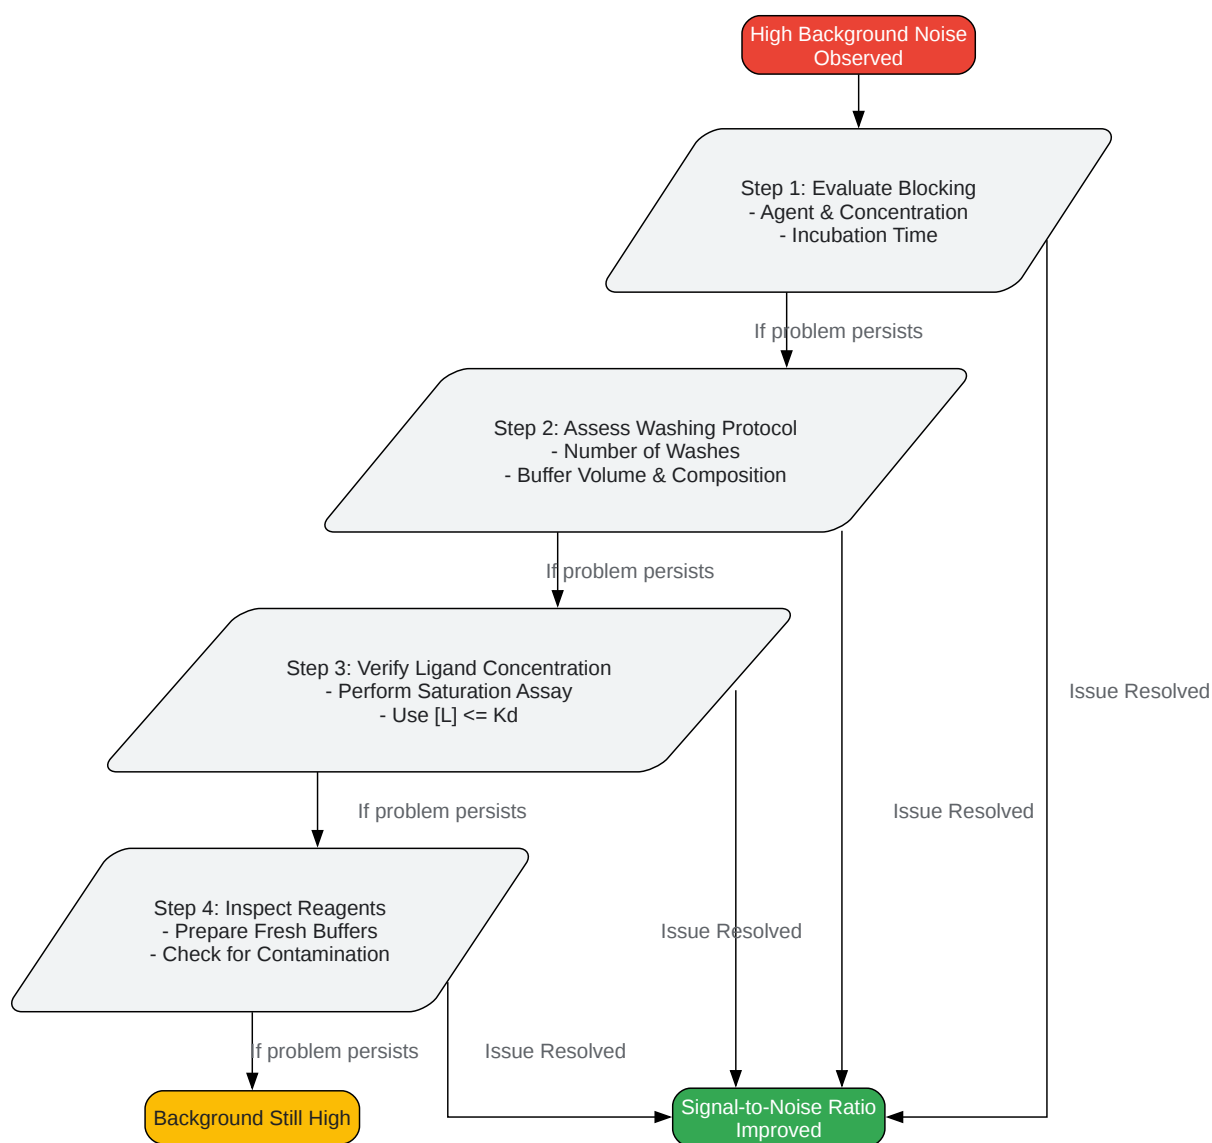 High Background Noise
Observed
Step 1: Evaluate Blocking
- Agent & Concentration
- Incubation Time
If problem persists
Step 2: Assess Washing Protocol
- Number of Washes
- Buffer Volume & Composition
If problem persists
Step 3: Verify Ligand Concentration
- Perform Saturation Assay
- Use [L] <= Kd
Issue Resolved
If problem persists
Issue Resolved
Step 4: Inspect Reagents
- Prepare Fresh Buffers
- Check for Contamination
Issue Resolved
If problem persists
Issue Resolved
Background Still High
Signal-to-Noise Ratio
Improved